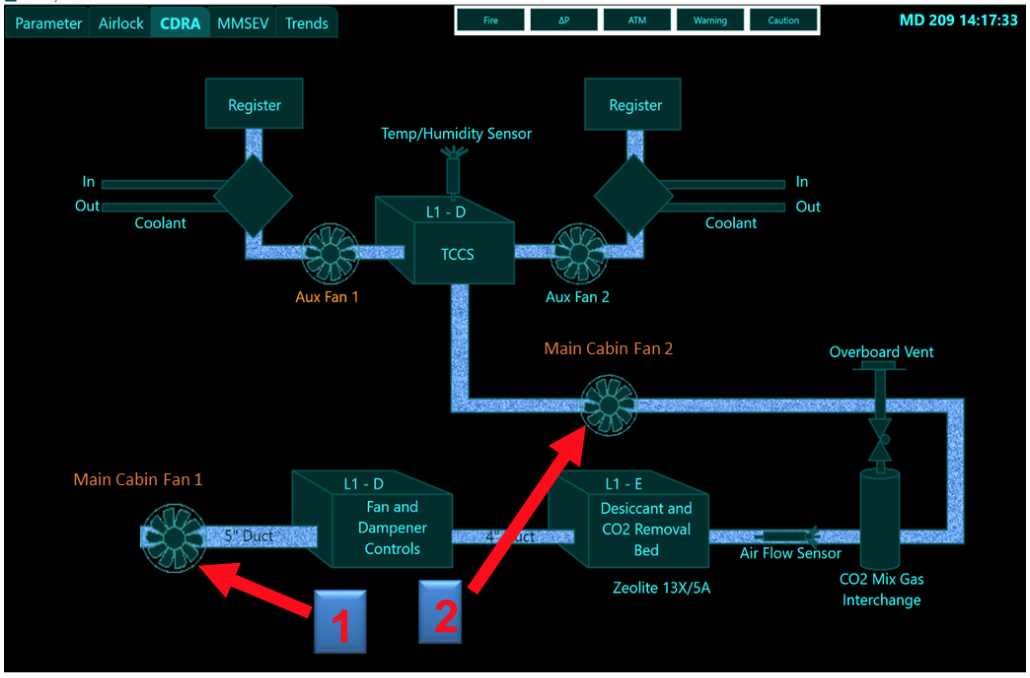 Parameter Airlock CDRA MMSEV Trends
Fire ΔP ATM Warning Caution
MD 209 14:17:33
Register
Register
Temp/Humidity Sensor
In
Out
Coolant
In
Out
Coolant
L1 - D
TCCS
Aux Fan 1
Aux Fan 2
Main Cabin Fan 2
Overboard Vent
Main Cabin Fan 1
5" Duct
L1 - D
Fan and
Dampener
Controls
4"
L1 - E
Desiccant and
CO2 Removal
Bed
Zeolite 13X/5A
Air Flow Sensor
CO2 Mix Gas
Interchange
1
2